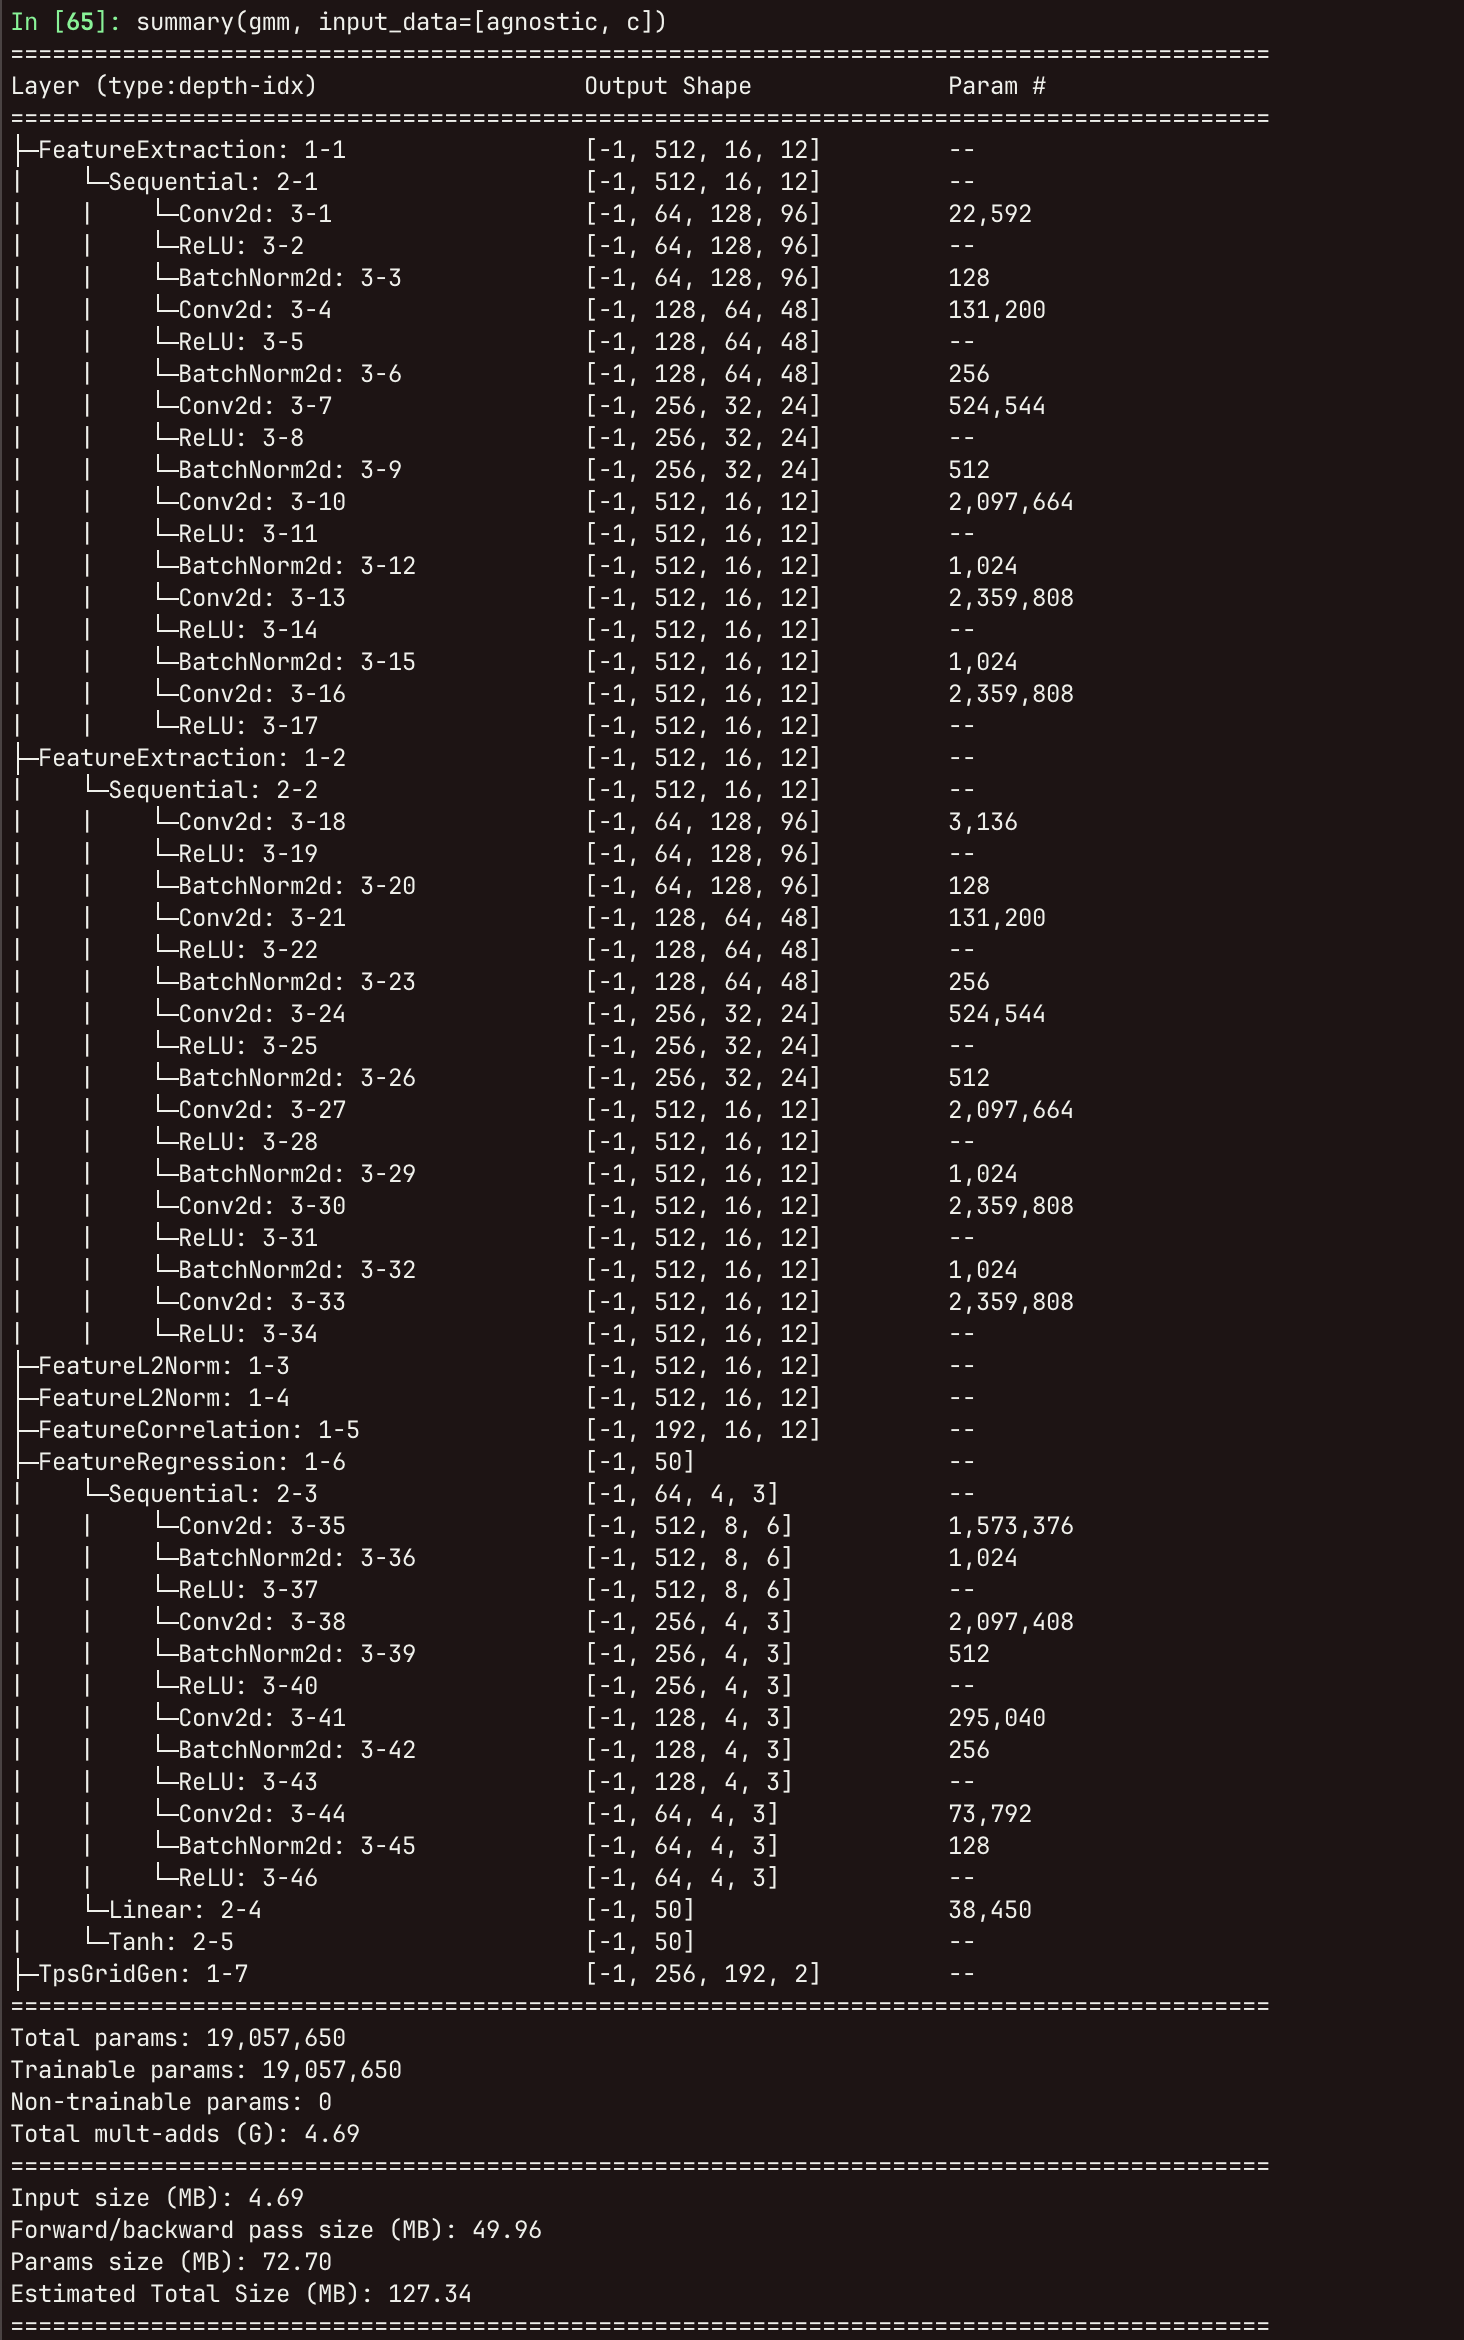 In [65]: summary(gmm, input_data=[agnostic, c])
==========================================================================================
Layer (type:depth-idx)                   Output Shape              Param #
==========================================================================================
├─FeatureExtraction: 1-1                 [-1, 512, 16, 12]         --
|    └─Sequential: 2-1                   [-1, 512, 16, 12]         --
|    |    └─Conv2d: 3-1                  [-1, 64, 128, 96]         22,592
|    |    └─ReLU: 3-2                    [-1, 64, 128, 96]         --
|    |    └─BatchNorm2d: 3-3             [-1, 64, 128, 96]         128
|    |    └─Conv2d: 3-4                  [-1, 128, 64, 48]         131,200
|    |    └─ReLU: 3-5                    [-1, 128, 64, 48]         --
|    |    └─BatchNorm2d: 3-6             [-1, 128, 64, 48]         256
|    |    └─Conv2d: 3-7                  [-1, 256, 32, 24]         524,544
|    |    └─ReLU: 3-8                    [-1, 256, 32, 24]         --
|    |    └─BatchNorm2d: 3-9             [-1, 256, 32, 24]         512
|    |    └─Conv2d: 3-10                 [-1, 512, 16, 12]         2,097,664
|    |    └─ReLU: 3-11                   [-1, 512, 16, 12]         --
|    |    └─BatchNorm2d: 3-12            [-1, 512, 16, 12]         1,024
|    |    └─Conv2d: 3-13                 [-1, 512, 16, 12]         2,359,808
|    |    └─ReLU: 3-14                   [-1, 512, 16, 12]         --
|    |    └─BatchNorm2d: 3-15            [-1, 512, 16, 12]         1,024
|    |    └─Conv2d: 3-16                 [-1, 512, 16, 12]         2,359,808
|    |    └─ReLU: 3-17                   [-1, 512, 16, 12]         --
├─FeatureExtraction: 1-2                 [-1, 512, 16, 12]         --
|    └─Sequential: 2-2                   [-1, 512, 16, 12]         --
|    |    └─Conv2d: 3-18                 [-1, 64, 128, 96]         3,136
|    |    └─ReLU: 3-19                   [-1, 64, 128, 96]         --
|    |    └─BatchNorm2d: 3-20            [-1, 64, 128, 96]         128
|    |    └─Conv2d: 3-21                 [-1, 128, 64, 48]         131,200
|    |    └─ReLU: 3-22                   [-1, 128, 64, 48]         --
|    |    └─BatchNorm2d: 3-23            [-1, 128, 64, 48]         256
|    |    └─Conv2d: 3-24                 [-1, 256, 32, 24]         524,544
|    |    └─ReLU: 3-25                   [-1, 256, 32, 24]         --
|    |    └─BatchNorm2d: 3-26            [-1, 256, 32, 24]         512
|    |    └─Conv2d: 3-27                 [-1, 512, 16, 12]         2,097,664
|    |    └─ReLU: 3-28                   [-1, 512, 16, 12]         --
|    |    └─BatchNorm2d: 3-29            [-1, 512, 16, 12]         1,024
|    |    └─Conv2d: 3-30                 [-1, 512, 16, 12]         2,359,808
|    |    └─ReLU: 3-31                   [-1, 512, 16, 12]         --
|    |    └─BatchNorm2d: 3-32            [-1, 512, 16, 12]         1,024
|    |    └─Conv2d: 3-33                 [-1, 512, 16, 12]         2,359,808
|    |    └─ReLU: 3-34                   [-1, 512, 16, 12]         --
├─FeatureL2Norm: 1-3                     [-1, 512, 16, 12]         --
├─FeatureL2Norm: 1-4                     [-1, 512, 16, 12]         --
├─FeatureCorrelation: 1-5                [-1, 192, 16, 12]         --
├─FeatureRegression: 1-6                 [-1, 50]                  --
|    └─Sequential: 2-3                   [-1, 64, 4, 3]            --
|    |    └─Conv2d: 3-35                 [-1, 512, 8, 6]           1,573,376
|    |    └─BatchNorm2d: 3-36            [-1, 512, 8, 6]           1,024
|    |    └─ReLU: 3-37                   [-1, 512, 8, 6]           --
|    |    └─Conv2d: 3-38                 [-1, 256, 4, 3]           2,097,408
|    |    └─BatchNorm2d: 3-39            [-1, 256, 4, 3]           512
|    |    └─ReLU: 3-40                   [-1, 256, 4, 3]           --
|    |    └─Conv2d: 3-41                 [-1, 128, 4, 3]           295,040
|    |    └─BatchNorm2d: 3-42            [-1, 128, 4, 3]           256
|    |    └─ReLU: 3-43                   [-1, 128, 4, 3]           --
|    |    └─Conv2d: 3-44                 [-1, 64, 4, 3]            73,792
|    |    └─BatchNorm2d: 3-45            [-1, 64, 4, 3]            128
|    |    └─ReLU: 3-46                   [-1, 64, 4, 3]            --
|    └─Linear: 2-4                       [-1, 50]                  38,450
|    └─Tanh: 2-5                         [-1, 50]                  --
├─TpsGridGen: 1-7                        [-1, 256, 192, 2]         --
==========================================================================================
Total params: 19,057,650
Trainable params: 19,057,650
Non-trainable params: 0
Total mult-adds (G): 4.69
==========================================================================================
Input size (MB): 4.69
Forward/backward pass size (MB): 49.96
Params size (MB): 72.70
Estimated Total Size (MB): 127.34
==========================================================================================